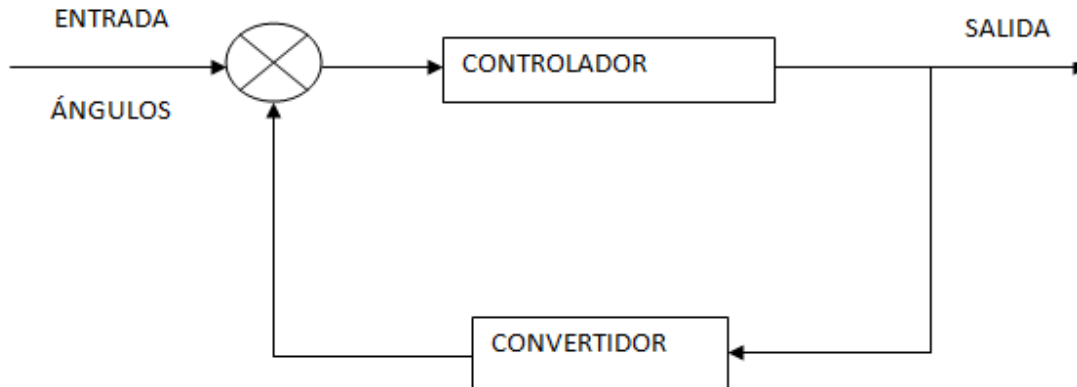 ENTRADA
SALIDA
CONTROLADOR
ÁNGULOS
CONVERTIDOR